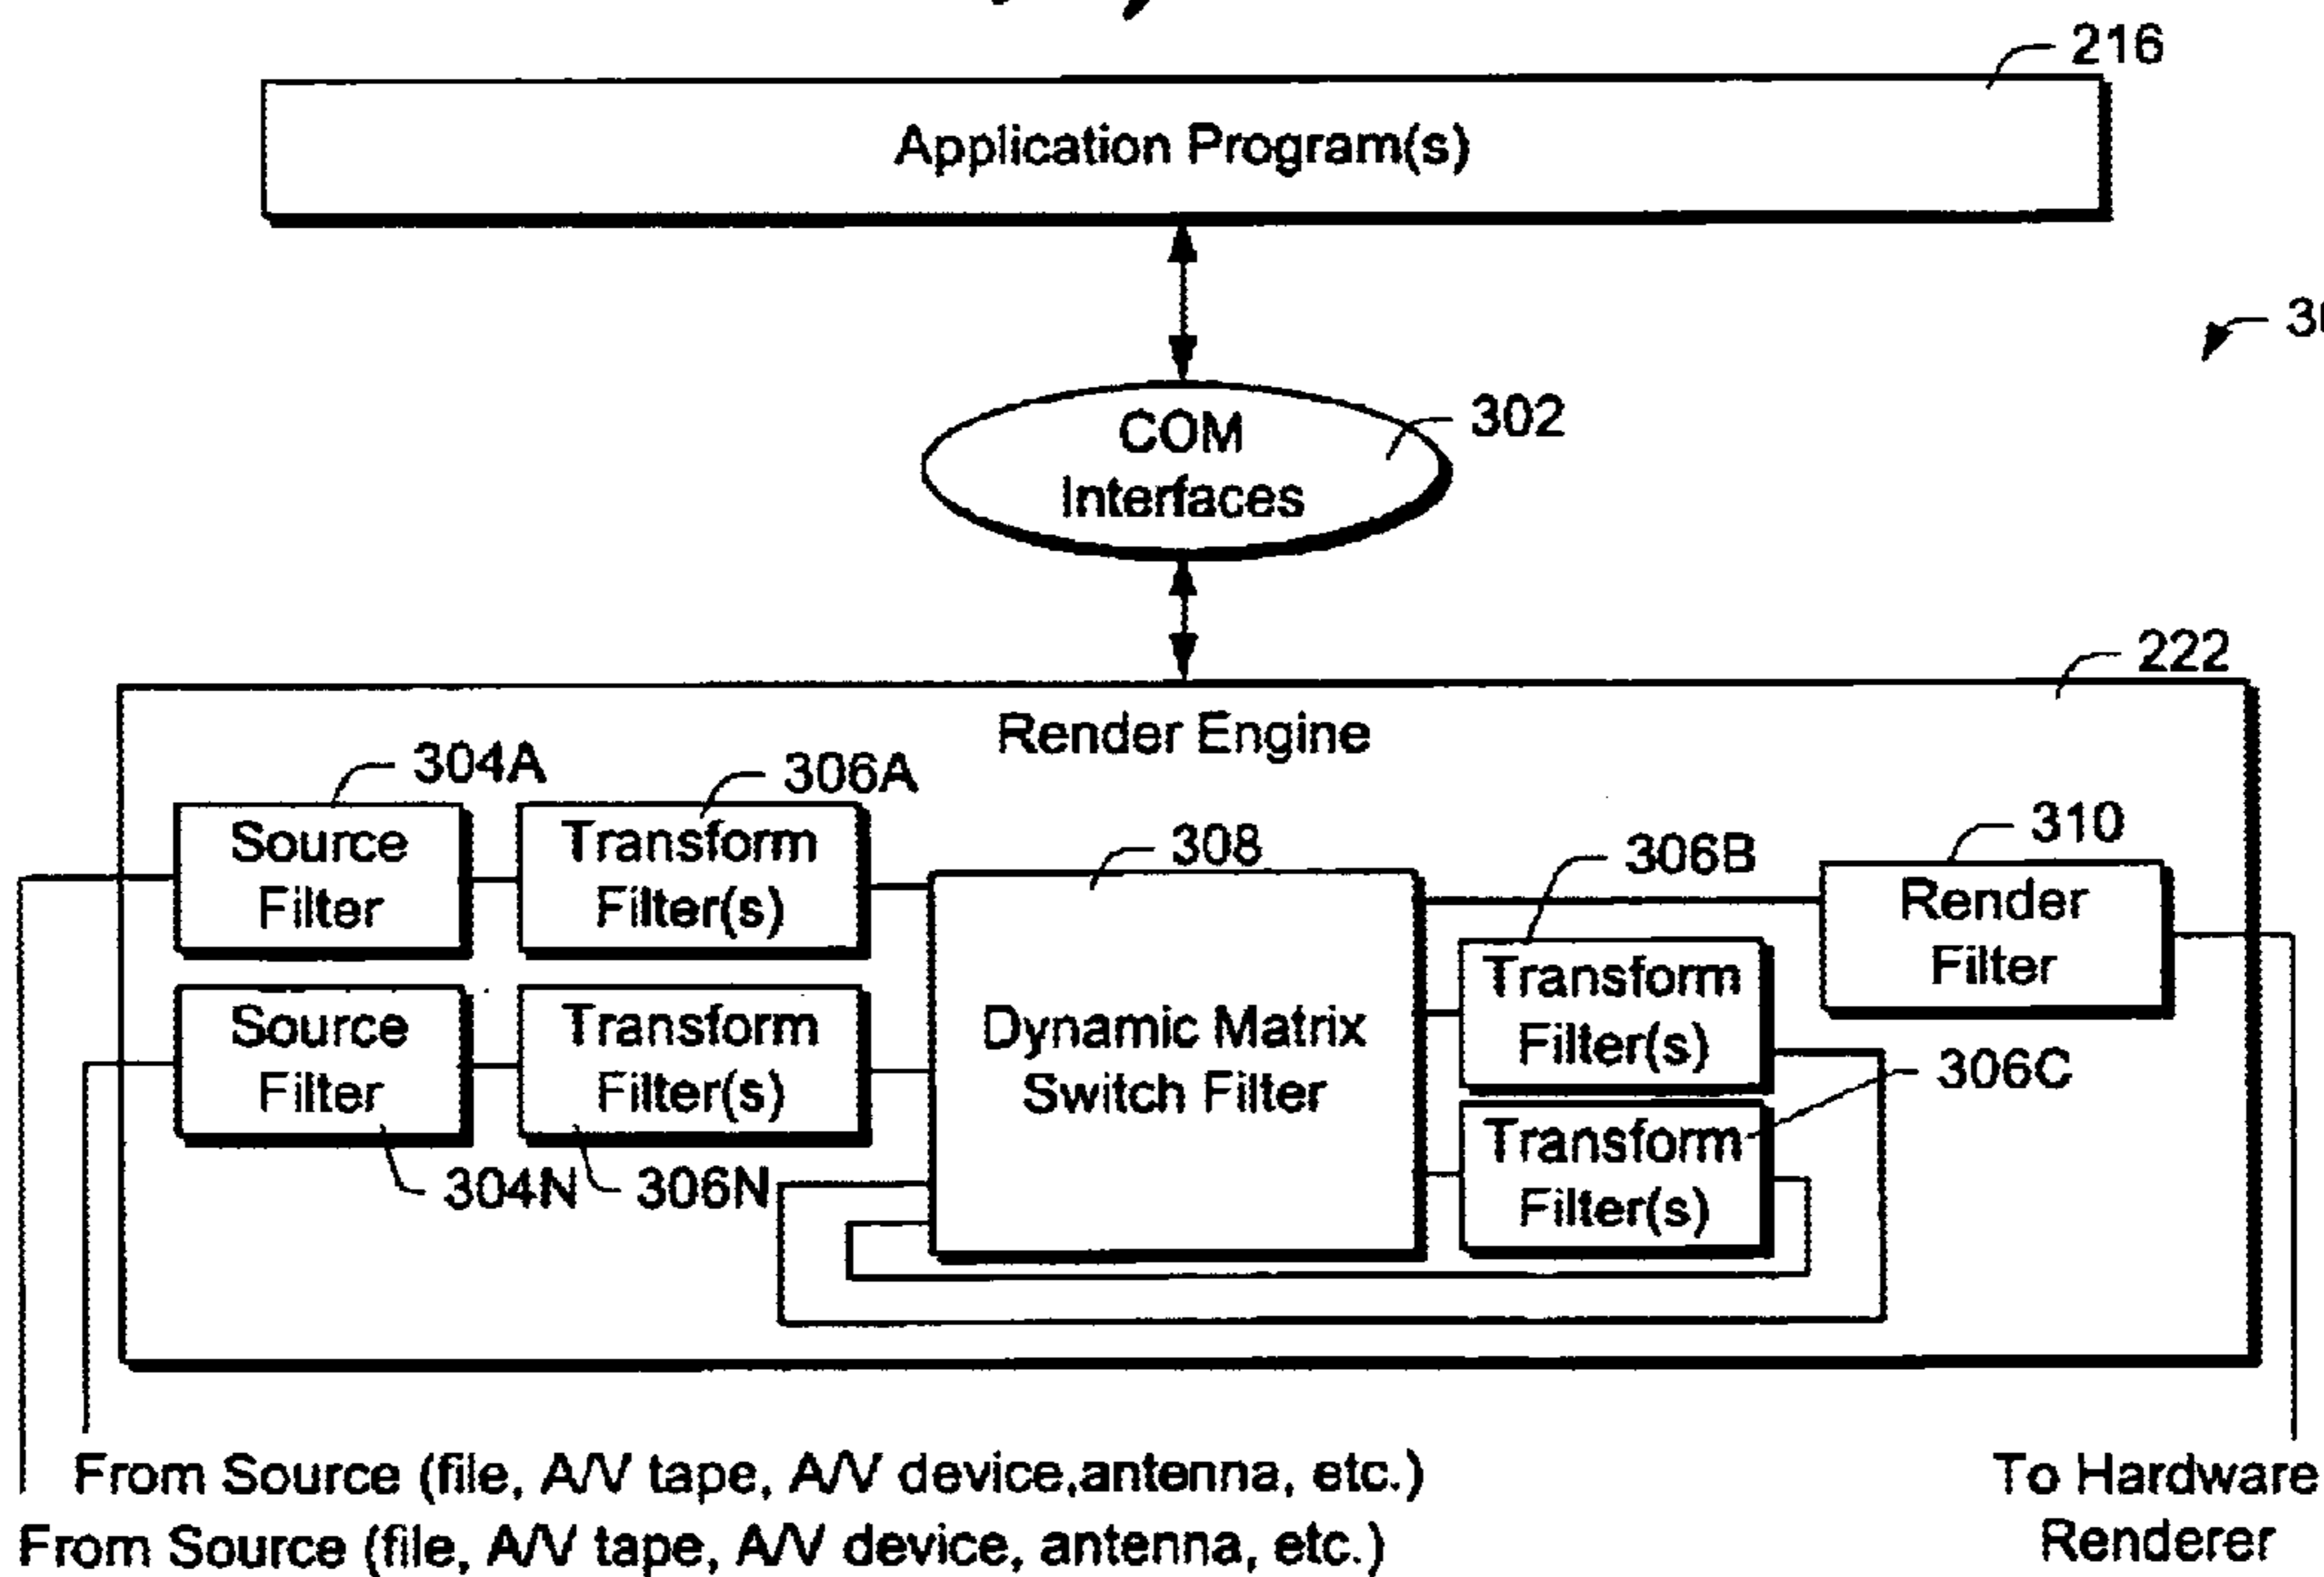 216
Application Program(s)
COM
Interfaces
302
222
Render Engine
304A
306A
Source
Filter
Transform
Filter(s)
308
306B
310
Render
Filter
Source
Filter
Transform
Filter(s)
Dynamic Matrix
Switch Filter
Transform
Filter(s)
306C
Transform
Filter(s)
304N
306N
From Source (file, A/V tape, A/V device,antenna, etc.)
From Source (file, A/V tape, A/V device, antenna, etc.)
To Hardware
Renderer